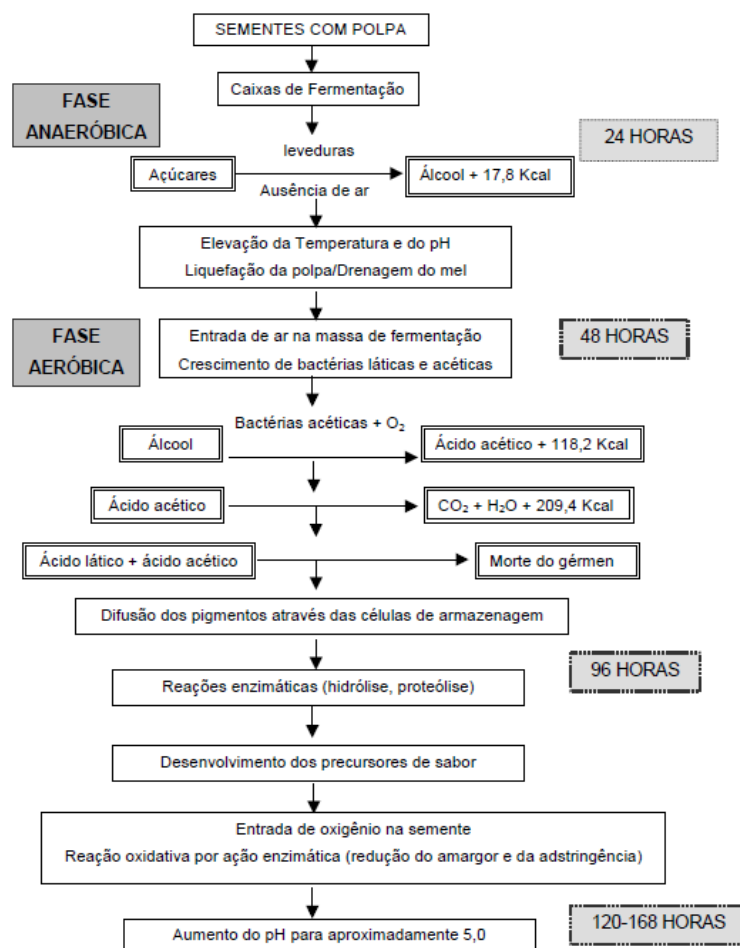 SEMENTES COM POLPA
Caixas de Fermentação
FASE
ANAERÓBICA
24 HORAS
leveduras
Açúcares
Álcool + 17,8 Kcal
Ausência de ar
Elevação da Temperatura e do pH
Liquefação da polpa/Drenagem do mel
FASE
AERÓBICA
Entrada de ar na massa de fermentação
Crescimento de bactérias láticas e acéticas
48 HORAS
Bactérias acéticas + O₂
Álcool
Ácido acético + 118,2 Kcal
Ácido acético
CO₂ + H₂O + 209,4 Kcal
Ácido lático + ácido acético
Morte do gérmen
Difusão dos pigmentos através das células de armazenagem
96 HORAS
Reações enzimáticas (hidrólise, proteólise)
Desenvolvimento dos precursores de sabor
Entrada de oxigênio na semente
Reação oxidativa por ação enzimática (redução do amargor e da adstringência)
Aumento do pH para aproximadamente 5,0
120-168 HORAS